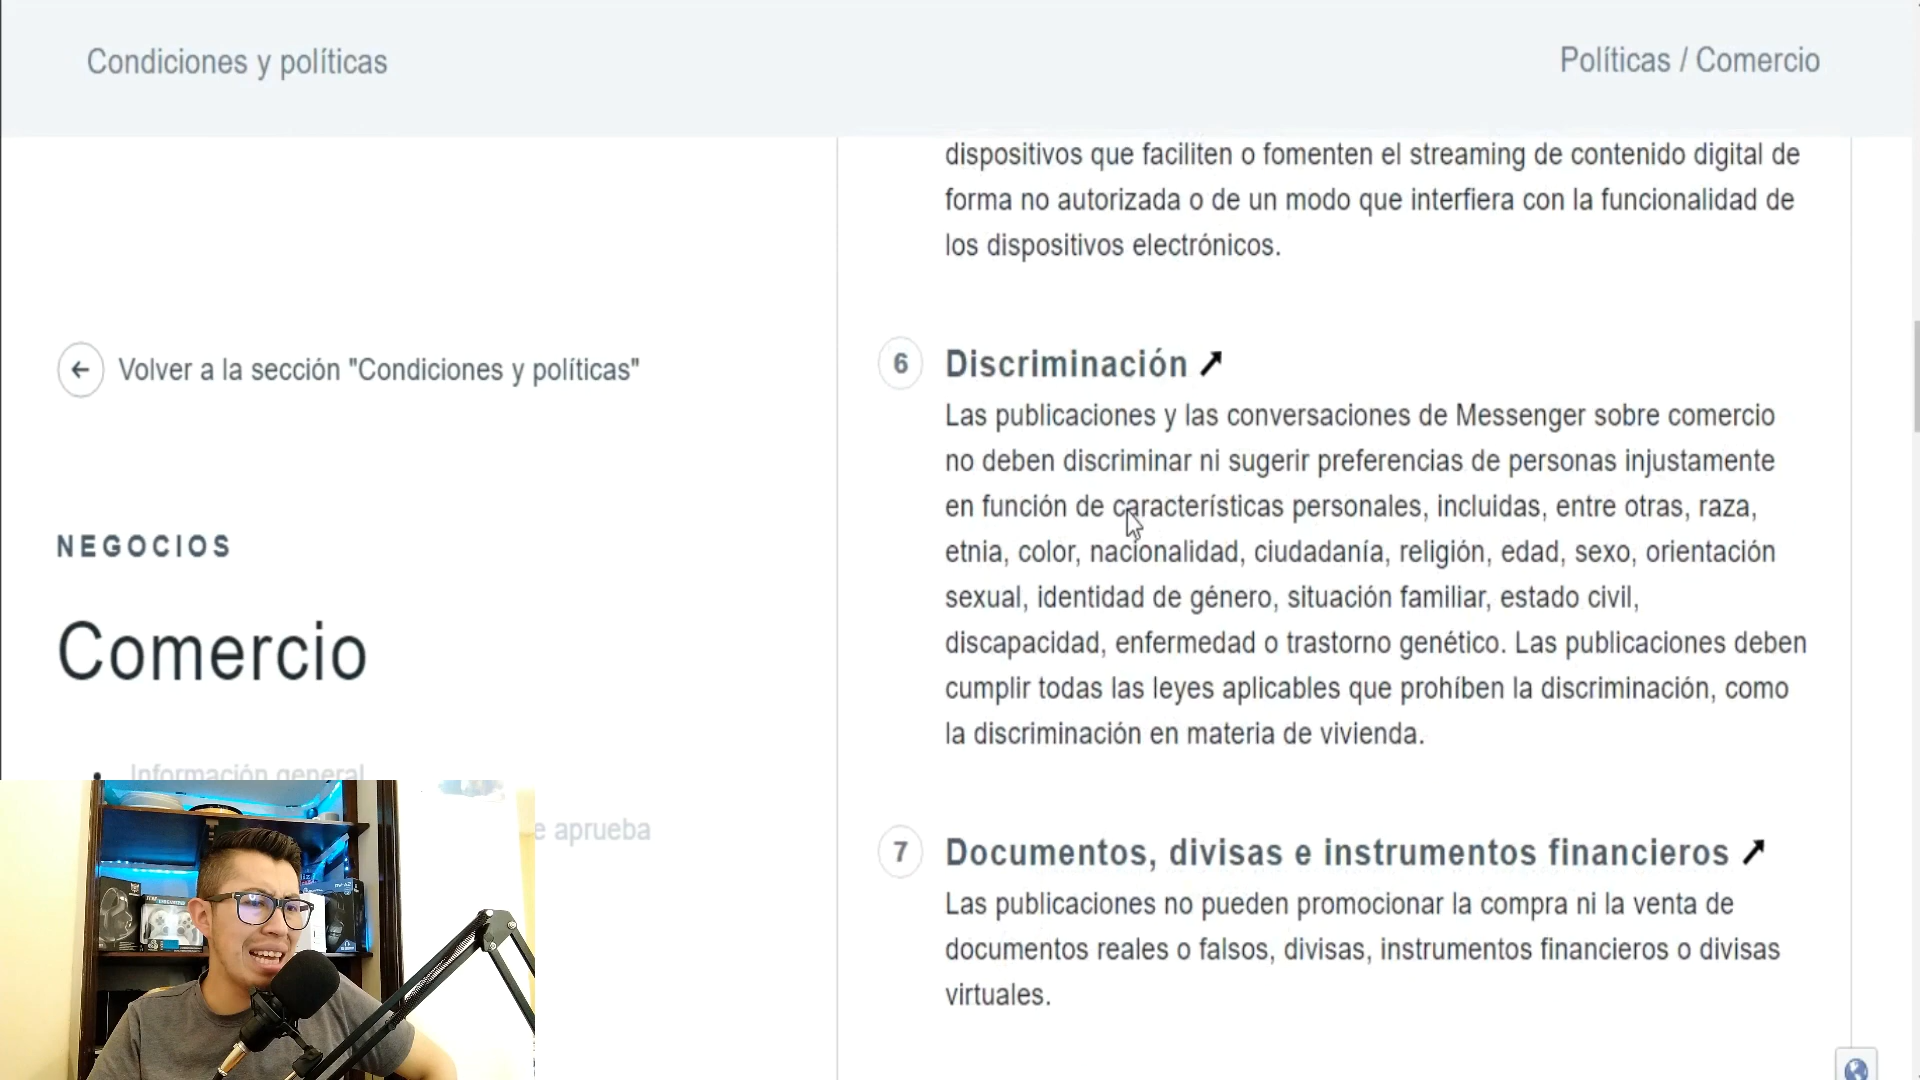 Condiciones y políticas
Políticas / Comercio
dispositivos que faciliten o fomenten el streaming de contenido digital de
forma no autorizada o de un modo que interfiera con la funcionalidad de
los dispositivos electrónicos.
Volver a la sección "Condiciones y políticas"
NEGOCIOS
Comercio
Información general
e aprueba
6
Discriminación
Las publicaciones y las conversaciones de Messenger sobre comercio
no deben discriminar ni sugerir preferencias de personas injustamente
en función de características personales, incluidas, entre otras, raza,
etnia, color, nacionalidad, ciudadanía, religión, edad, sexo, orientación
sexual, identidad de género, situación familiar, estado civil,
discapacidad, enfermedad o trastorno genético. Las publicaciones deben
cumplir todas las leyes aplicables que prohíben la discriminación, como
la discriminación en materia de vivienda.
7
Documentos, divisas e instrumentos financieros
Las publicaciones no pueden promocionar la compra ni la venta de
documentos reales o falsos, divisas, instrumentos financieros o divisas
virtuales.